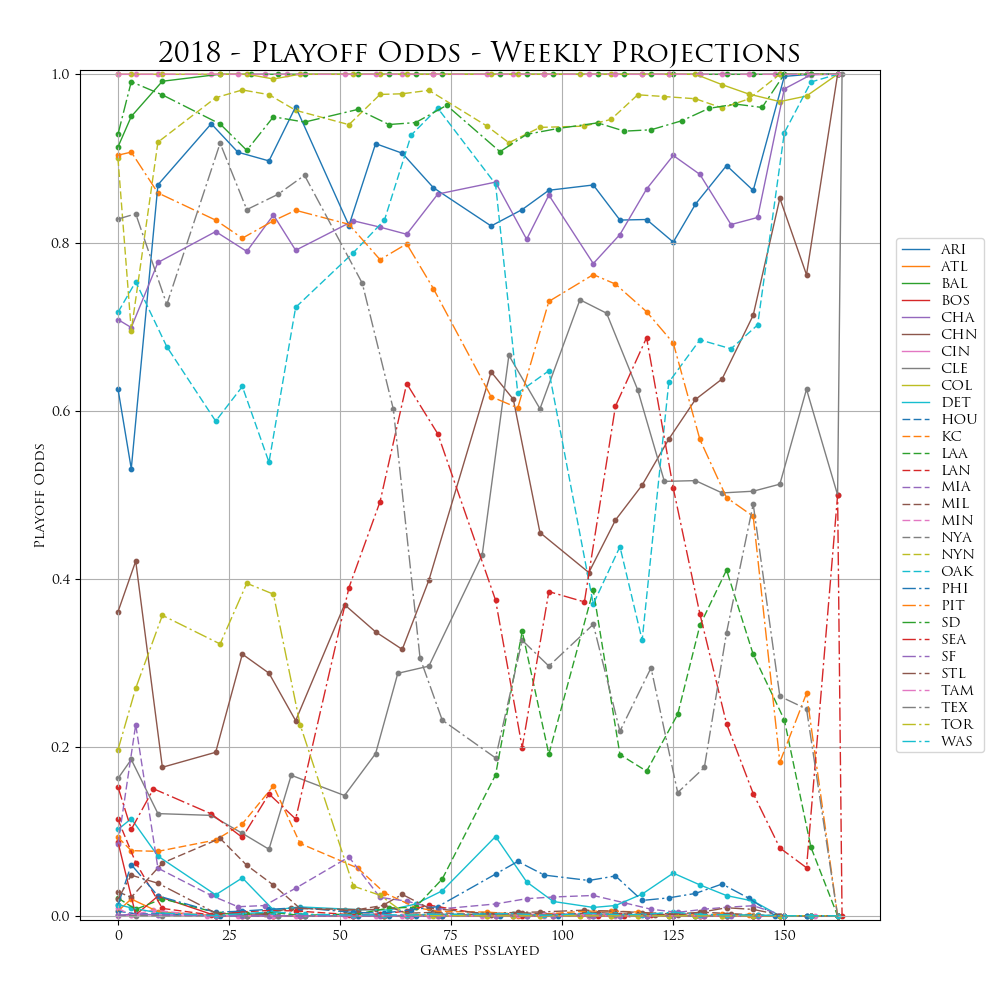 2018 - Playoff Odds - Weekly Projections
1.0
0.8
0.6
0.4
0.2
0.0
Playoff Odds
0 25 50 75 100 125 150
Games Psslayed
ARI
ATL
BAL
BOS
CHA
CHN
CIN
CLE
COL
DET
HOU
KC
LAA
LAN
MIA
MIL
MIN
NYA
NYN
OAK
PHI
PIT
SD
SEA
SF
STL
TAM
TEX
TOR
WAS